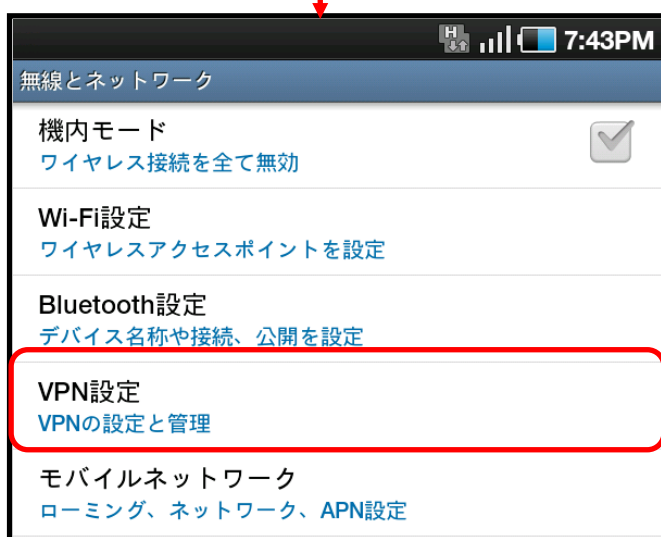 H 7:43PM
無線とネットワーク
機内モード
ワイヤレス接続を全て無効
Wi-Fi設定
ワイヤレスアクセスポイントを設定
Bluetooth設定
デバイス名称や接続、公開を設定
VPN設定
VPNの設定と管理
モバイルネットワーク
ローミング、ネットワーク、APN設定